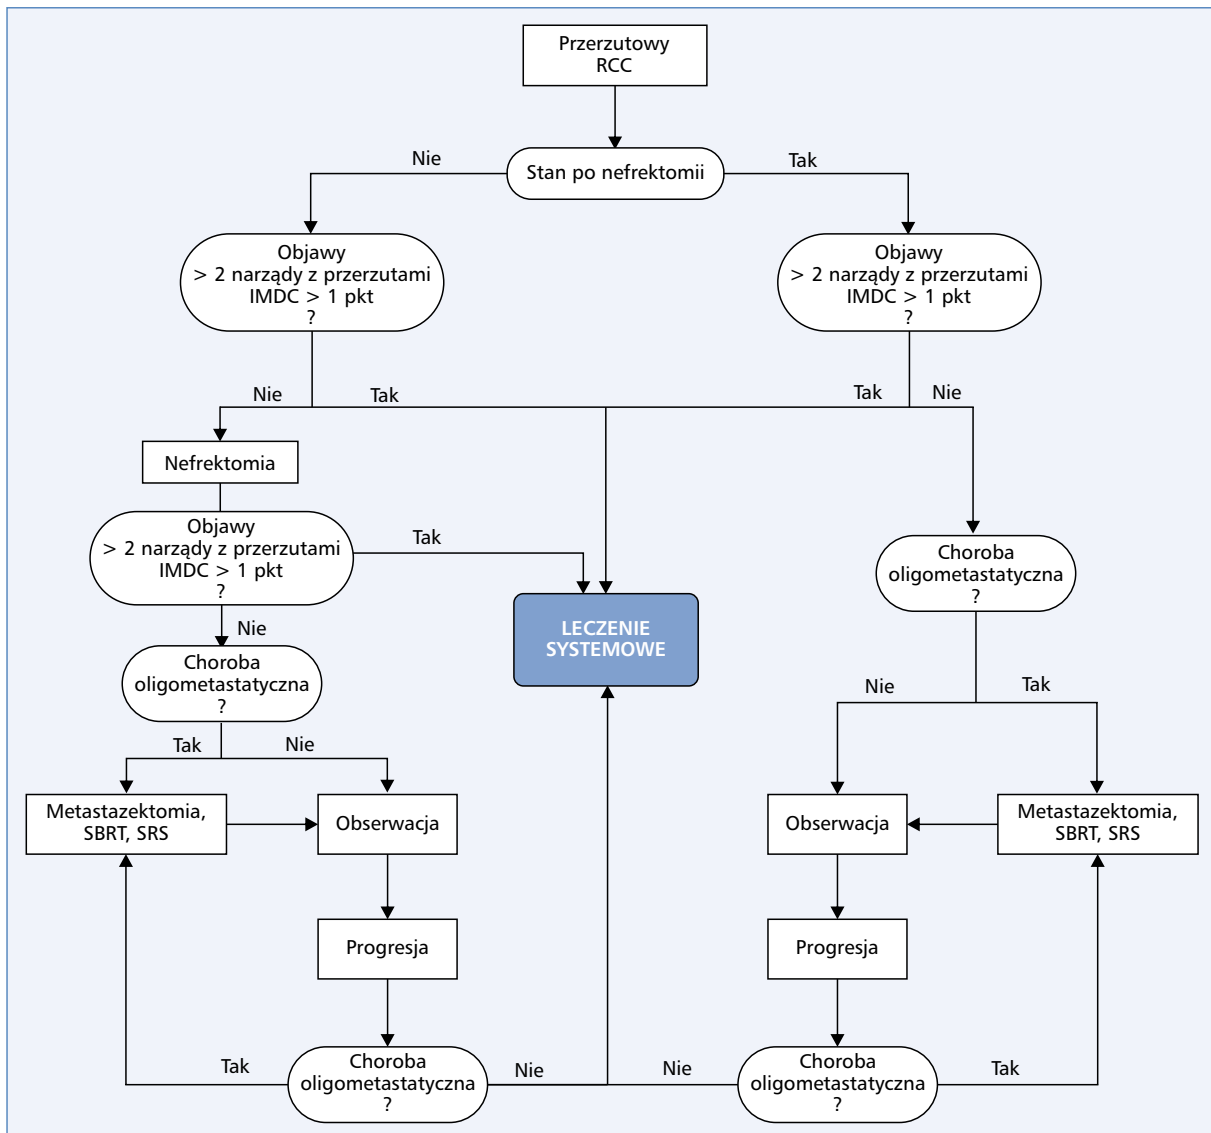 Przerzutowy
RCC
Nie
Stan po nefrektomii
Tak
Objawy
> 2 narządy z przerzutami
IMDC > 1 pkt
?
Objawy
> 2 narządy z przerzutami
IMDC > 1 pkt
?
Nie
Tak
Tak
Nie
Nefrektomia
Objawy
> 2 narządy z przerzutami
IMDC > 1 pkt
?
Tak
Choroba
oligometastatyczna
?
LECZENIE
SYSTEMOWE
Nie
Choroba
oligometastatyczna
?
Nie
Tak
Tak
Nie
Metastazektomia,
SBRT, SRS
Obserwacja
Obserwacja
Metastazektomia,
SBRT, SRS
Progresja
Progresja
Tak
Choroba
oligometastatyczna
?
Nie
Nie
Choroba
oligometastatyczna
?
Tak